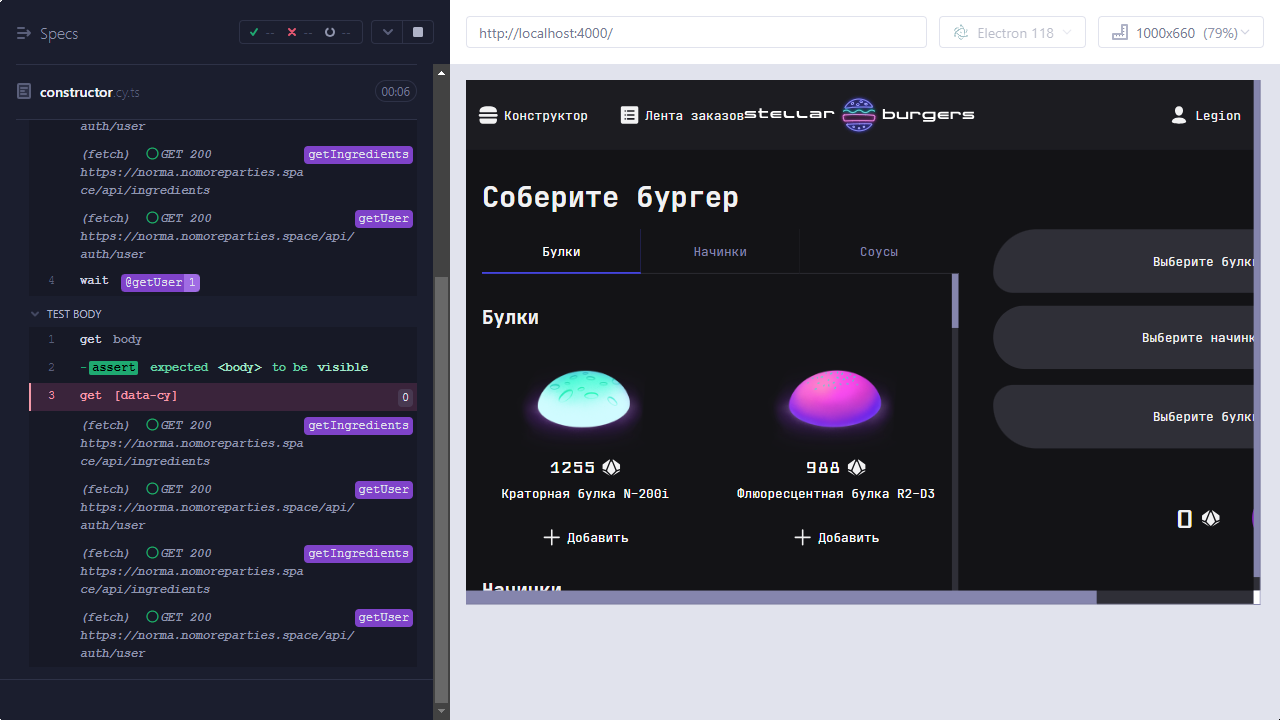 Specs
--
--
--
constructor.cy.ts
00:06
auth/user
(fetch) GET 200 getIngredients
https://norma.nomoreparties.spa
ce/api/ingredients
(fetch) GET 200 getUser
https://norma.nomoreparties.space/api/
auth/user
4 wait @getUser 1
TEST BODY
1 get body
2 -assert expected <body> to be visible
3 get [data-cy] 0
(fetch) GET 200 getIngredients
https://norma.nomoreparties.spa
ce/api/ingredients
(fetch) GET 200 getUser
https://norma.nomoreparties.space/api/
auth/user
(fetch) GET 200 getIngredients
https://norma.nomoreparties.spa
ce/api/ingredients
(fetch) GET 200 getUser
https://norma.nomoreparties.space/api/
auth/user
http://localhost:4000/
Electron 118
1000x660 (79%)
Конструктор
Лента заказов
stellar burgers
Legion
Соберите бургер
Булки
Начинки
Соусы
Булки
1255
Краторная булка N-200i
Добавить
988
Флюоресцентная булка R2-D3
Добавить
Начинки
Выберите булк
Выберите начинк
Выберите булк
0